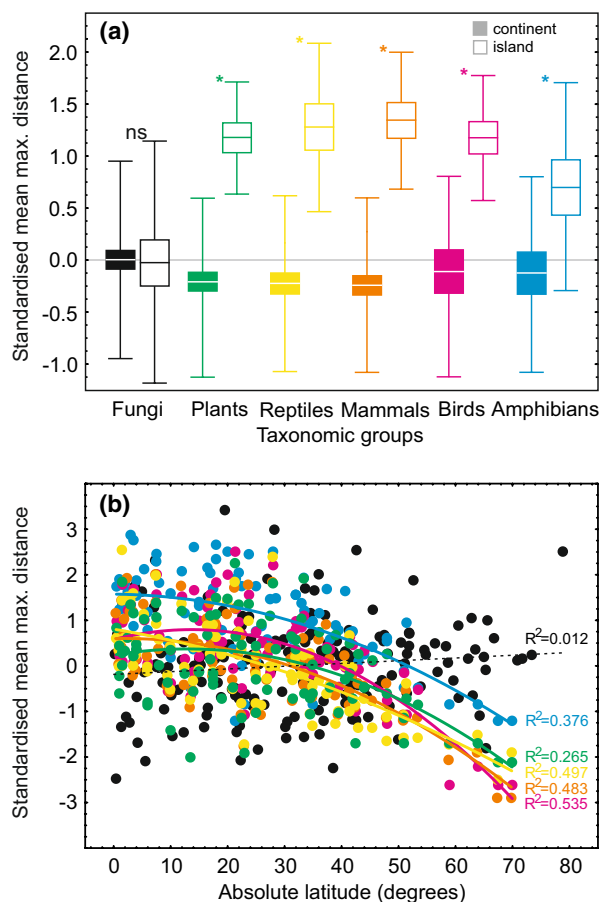 (a)
continent
island
Standardised mean max. distance
2.0
1.5
1.0
0.5
0.0
-0.5
-1.0
ns
*
*
*
*
*
Fungi Plants Reptiles Mammals Birds Amphibians
Taxonomic groups
(b)
Standardised mean max. distance
4
3
2
1
0
-1
-2
-3
R²=0.012
R²=0.376
R²=0.265
R²=0.497
R²=0.483
R²=0.535
0 10 20 30 40 50 60 70 80
Absolute latitude (degrees)